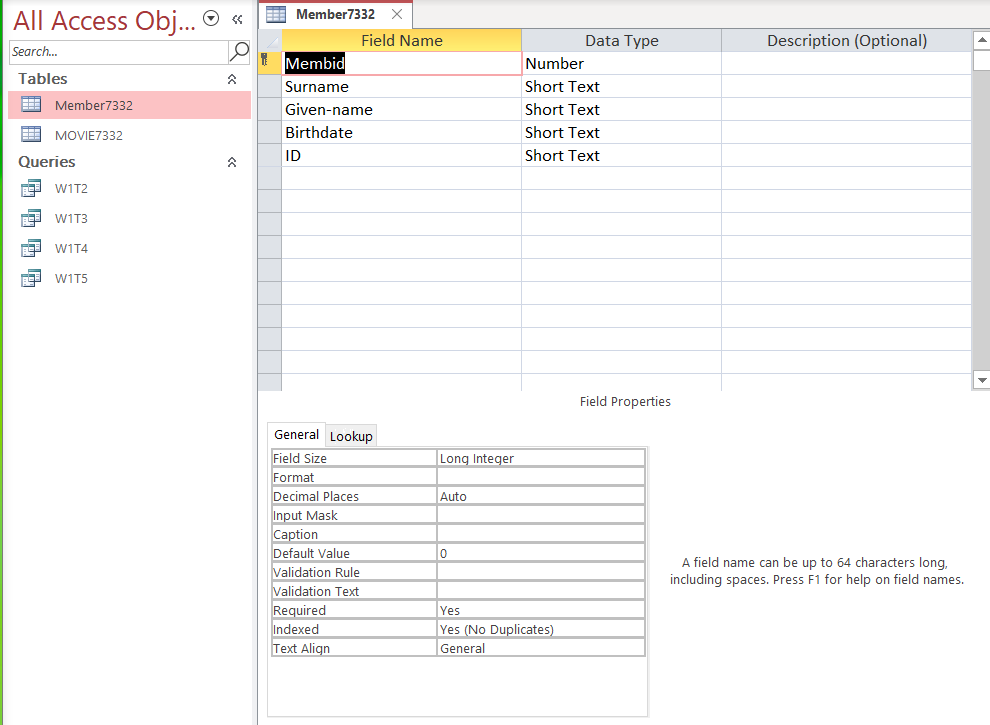 All Access Obj...
Search...
Tables
Member7332
MOVIE7332
Queries
W1T2
W1T3
W1T4
W1T5
Member7332
Field Name Data Type Description (Optional)
Membid Number
Surname Short Text
Given-name Short Text
Birthdate Short Text
ID Short Text
Field Properties
General Lookup
Field Size Long Integer
Format
Decimal Places Auto
Input Mask
Caption
Default Value 0
Validation Rule
Validation Text
Required Yes
Indexed Yes (No Duplicates)
Text Align General
A field name can be up to 64 characters long,
including spaces. Press F1 for help on field names.